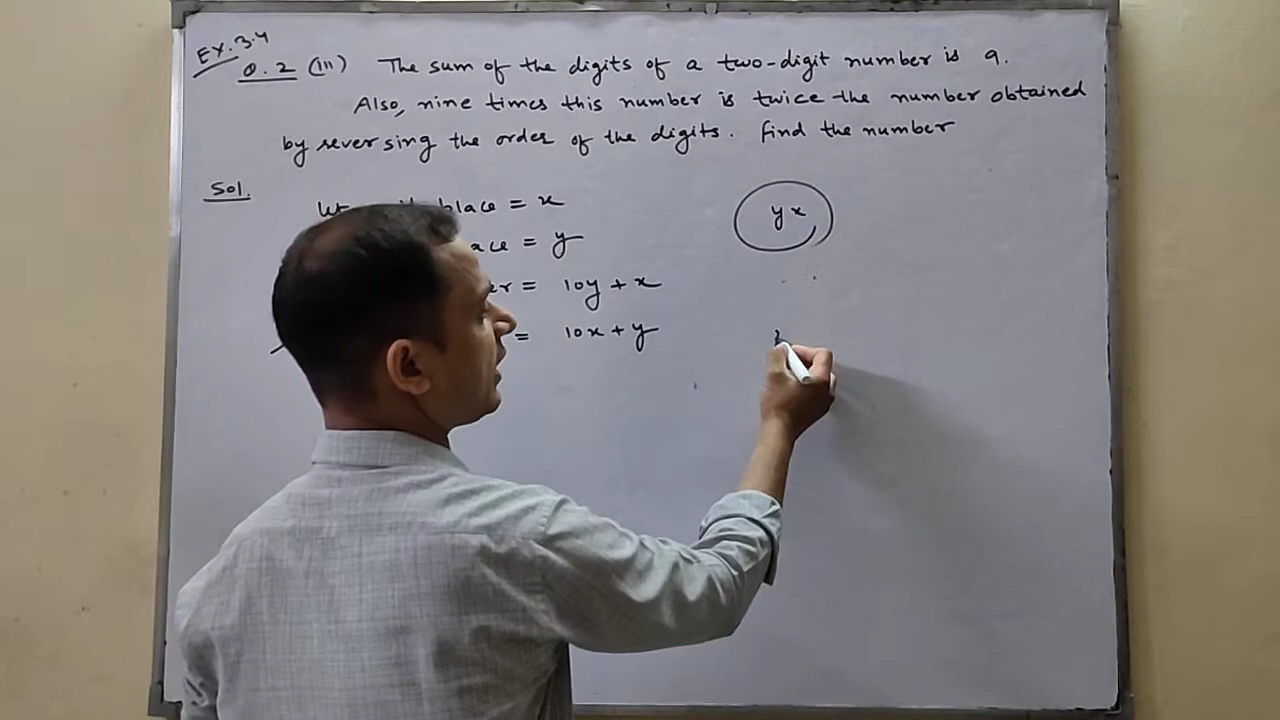 Ex. 3.4
Q. 2 (III) The sum of the digits of a two-digit number is 9.
Also, nine times this number is twice the number obtained
by reversing the order of the digits. Find the number
Sol.
let place = x
= y
= 10y + x
= 10x + y
yx